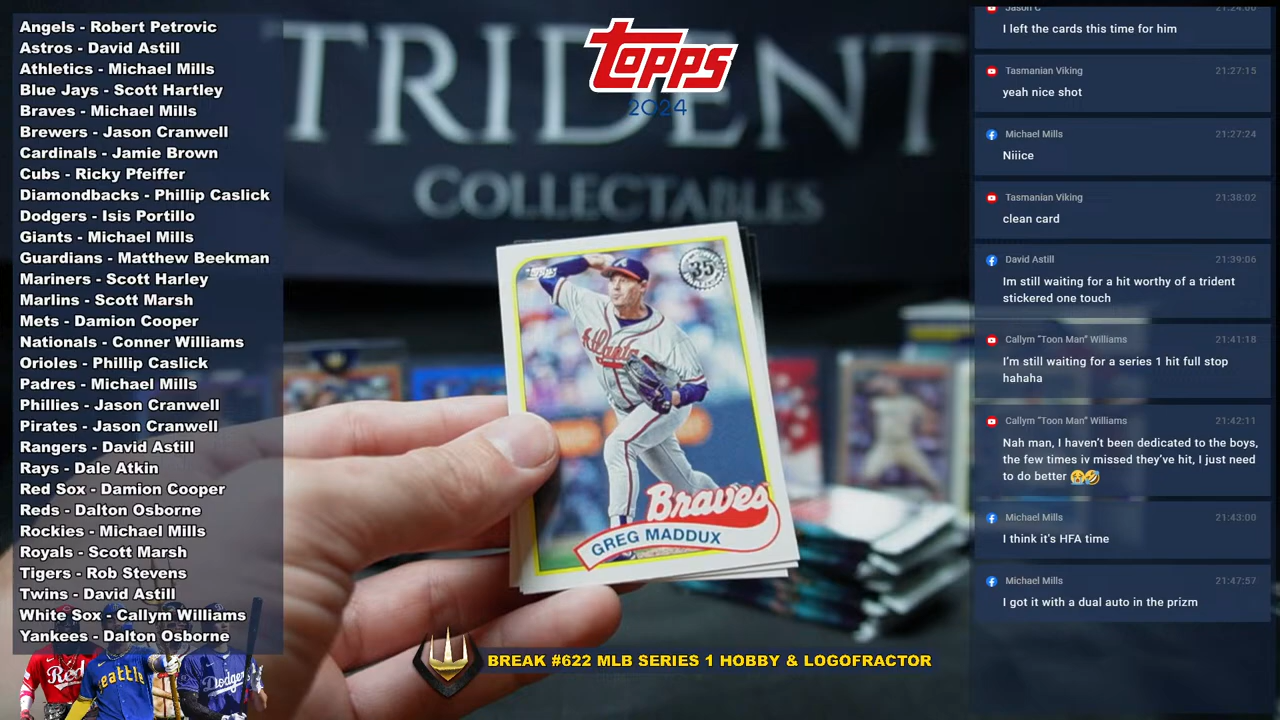 Angels - Robert Petrovic
Astros - David Astill
Athletics - Michael Mills
Blue Jays - Scott Hartley
Braves - Michael Mills
Brewers - Jason Cranwell
Cardinals - Jamie Brown
Cubs - Ricky Pfeiffer
Diamondbacks - Phillip Caslick
Dodgers - Isis Portillo
Giants - Michael Mills
Guardians - Matthew Beekman
Mariners - Scott Harley
Marlins - Scott Marsh
Mets - Damion Cooper
Nationals - Conner Williams
Orioles - Phillip Caslick
Padres - Michael Mills
Phillies - Jason Cranwell
Pirates - Jason Cranwell
Rangers - David Astill
Rays - Dale Atkin
Red Sox - Damion Cooper
Reds - Dalton Osborne
Rockies - Michael Mills
Royals - Scott Marsh
Tigers - Rob Stevens
Twins - David Astill
White Sox - Callym Williams
Yankees - Dalton Osborne
Reds
Seattle
Dodgers
TRIDENT
COLLECTABLES
topps
2024
Topps
35
Atlanta
Braves
GREG MADDUX
BREAK #622 MLB SERIES 1 HOBBY & LOGOFRACTOR
Jason C 21:24:00
I left the cards this time for him
Tasmanian Viking 21:27:15
yeah nice shot
Michael Mills 21:27:24
Niiice
Tasmanian Viking 21:38:02
clean card
David Astill 21:39:06
Im still waiting for a hit worthy of a trident
stickered one touch
Callym "Toon Man" Williams 21:41:18
I'm still waiting for a series 1 hit full stop
hahaha
Callym "Toon Man" Williams 21:42:11
Nah man, I haven't been dedicated to the boys,
the few times iv missed they've hit, I just need
to do better 😭🤣
Michael Mills 21:43:00
I think it's HFA time
Michael Mills 21:47:57
I got it with a dual auto in the prizm